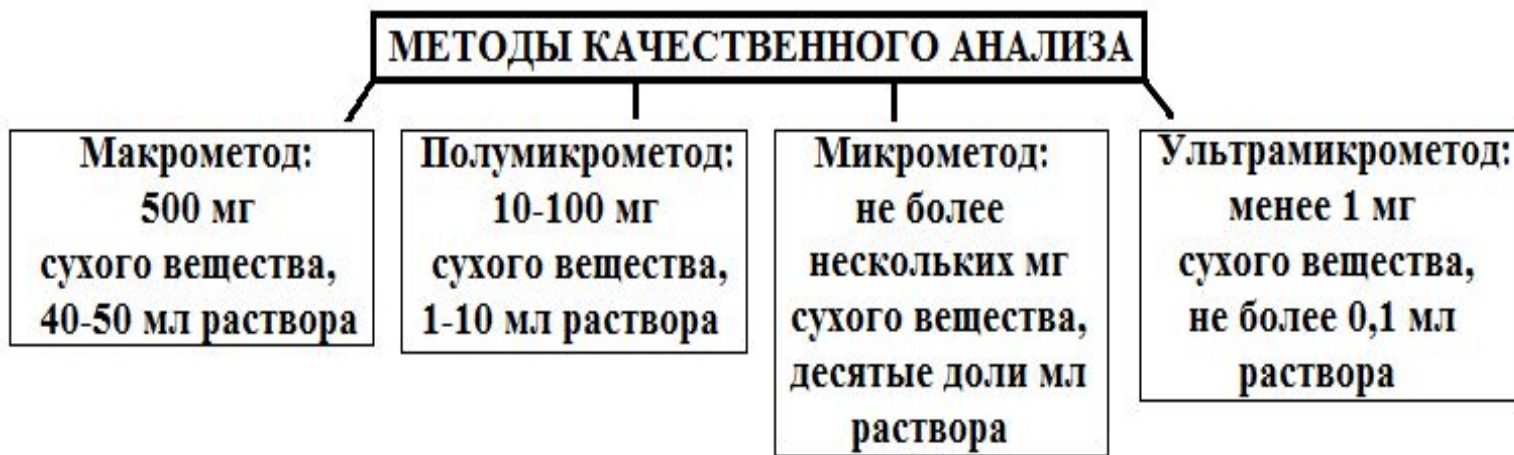 МЕТОДЫ КАЧЕСТВЕННОГО АНАЛИЗА
Макрометод:
500 мг
сухого вещества,
40-50 мл раствора
Полумикрометод:
10-100 мг
сухого вещества,
1-10 мл раствора
Микрометод:
не более
нескольких мг
сухого вещества,
десятые доли мл
раствора
Ультрамикрометод:
менее 1 мг
сухого вещества,
не более 0,1 мл
раствора